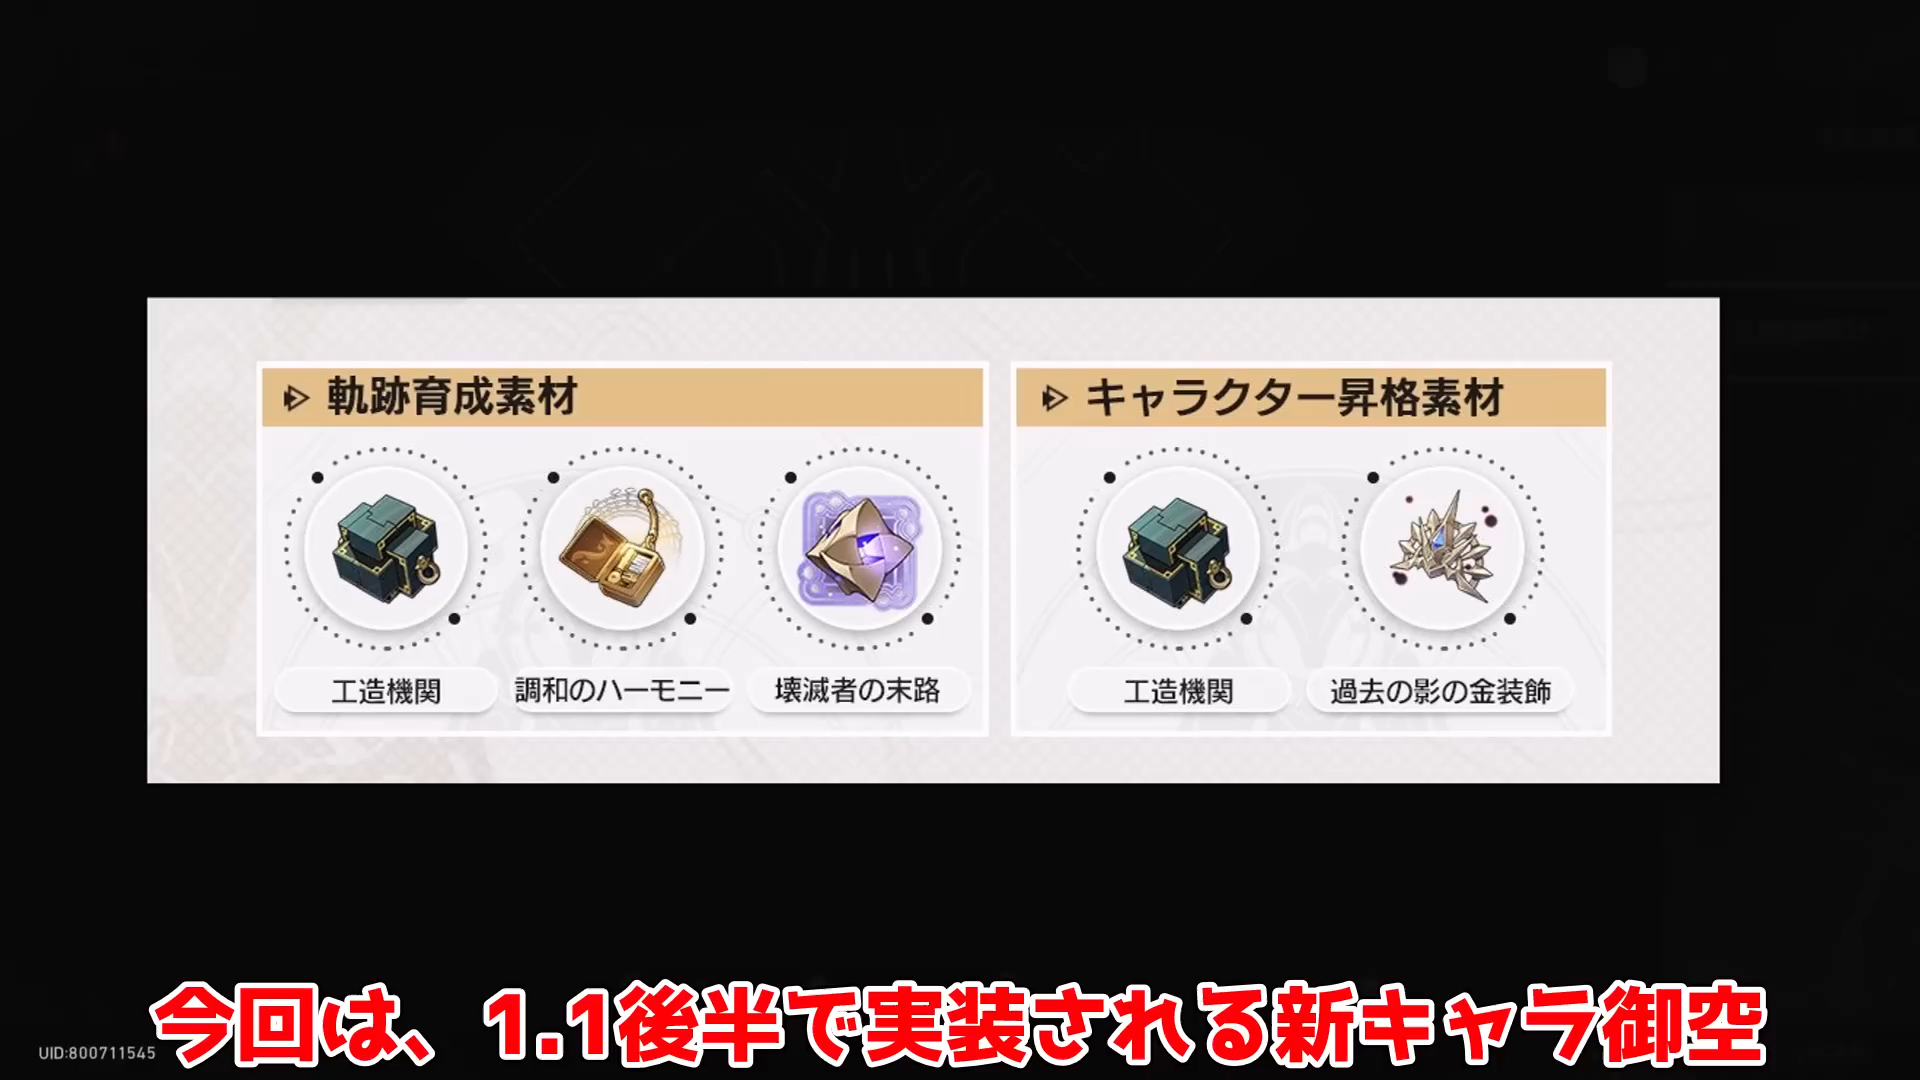 軌跡育成素材
工造機関
調和のハーモニー
壊滅者の末路
キャラクター昇格素材
工造機関
過去の影の金装飾
今回は、1.1後半で実装される新キャラ御空
UID:800711545